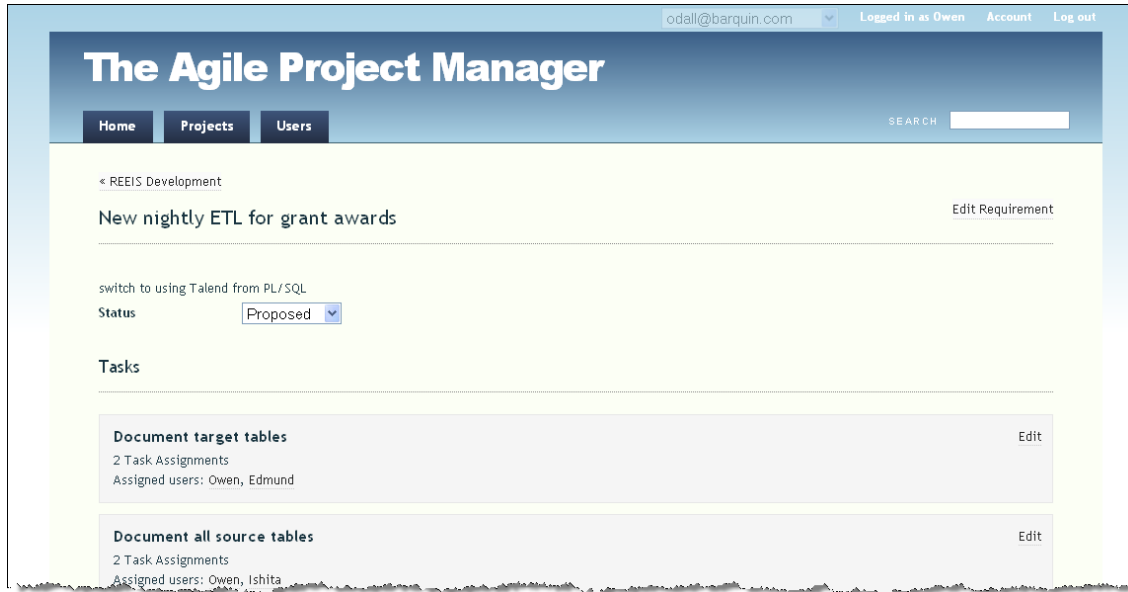 odall@barquin.com Logged in as Owen Account Log out
The Agile Project Manager
Home Projects Users SEARCH
« REEIS Development
New nightly ETL for grant awards Edit Requirement
switch to using Talend from PL/SQL
Status Proposed
Tasks
Document target tables Edit
2 Task Assignments
Assigned users: Owen, Edmund
Document all source tables Edit
2 Task Assignments
Assigned users: Owen, Ishita